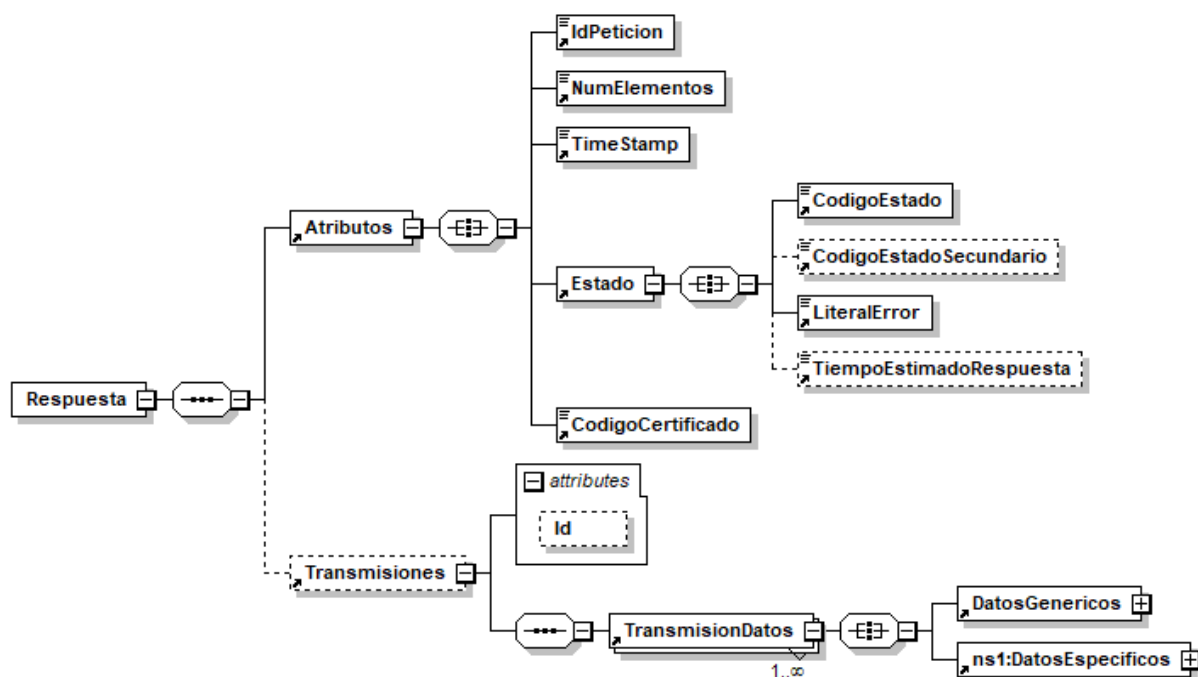 IdPeticion
NumElementos
TimeStamp
CodigoEstado
Atributos
CodigoEstadoSecundario
Estado
LiteralError
TiempoEstimadoRespuesta
Respuesta
CodigoCertificado
attributes
Id
Transmisiones
DatosGenericos
TransmisionDatos
ns1:DatosEspecificos
1..∞